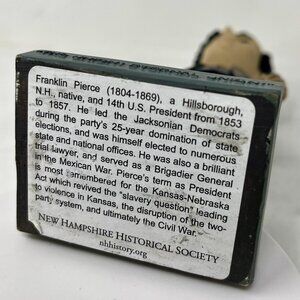 Franklin Pierce (1804-1869), a Hillsborough,
N.H., native, and 14th U.S. President from 1853
to 1857. He led the Jacksonian Democrats
during the party's 25-year domination of state
elections, and was himself elected to numerous
state and national offices. He was also a brilliant
trial lawyer, and served as a Brigadier General
in the Mexican War. Pierce's term as President
is most remembered for the Kansas-Nebraska
Act which revived the "slavery question" leading
to violence in Kansas, the disruption of the two-
party system, and ultimately the Civil War.
NEW HAMPSHIRE HISTORICAL SOCIETY
nhhistory.org